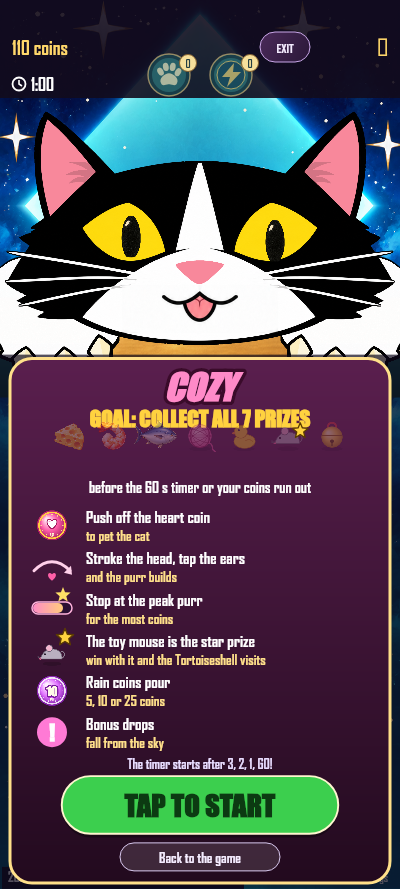 110 coins
EXIT
0
0
1:00
COZY
GOAL: COLLECT ALL 7 PRIZES
before the 60 s timer or your coins run out
Push off the heart coin
to pet the cat
Stroke the head, tap the ears
and the purr builds
Stop at the peak purr
for the most coins
The toy mouse is the star prize
win with it and the Tortoiseshell visits
10
Rain coins pour
5, 10 or 25 coins
!
Bonus drops
fall from the sky
The timer starts after 3, 2, 1, GO!
TAP TO START
Back to the game